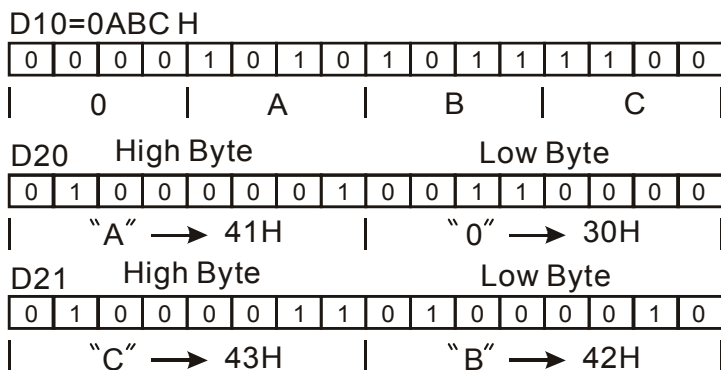 D10=0ABC H
0 0 0 0 1 0 1 0 1 0 1 1 1 1 0 0
0 A B C
D20 High Byte Low Byte
0 1 0 0 0 0 0 1 0 0 1 1 0 0 0 0
“A” → 41H “0” → 30H
D21 High Byte Low Byte
0 1 0 0 0 0 1 1 0 1 0 0 0 0 1 0
“C” → 43H “B” → 42H